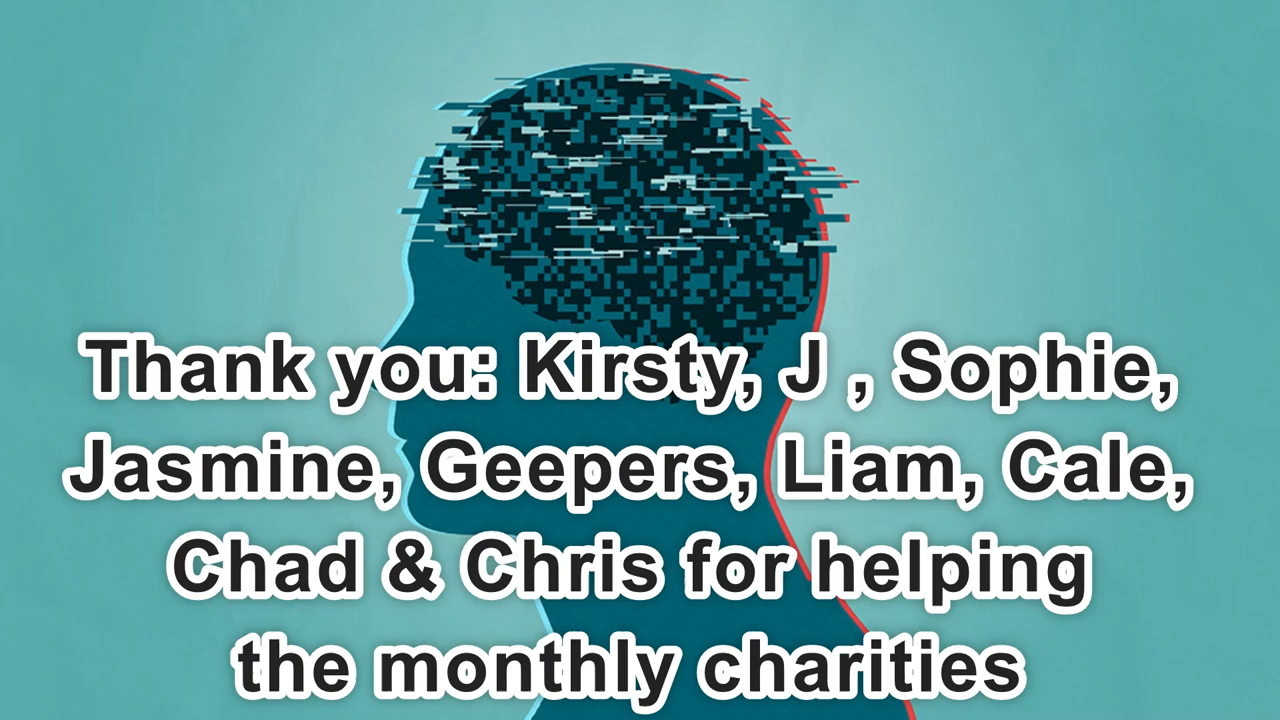 Thank you: Kirsty, J , Sophie,
Jasmine, Geepers, Liam, Cale,
Chad & Chris for helping
the monthly charities